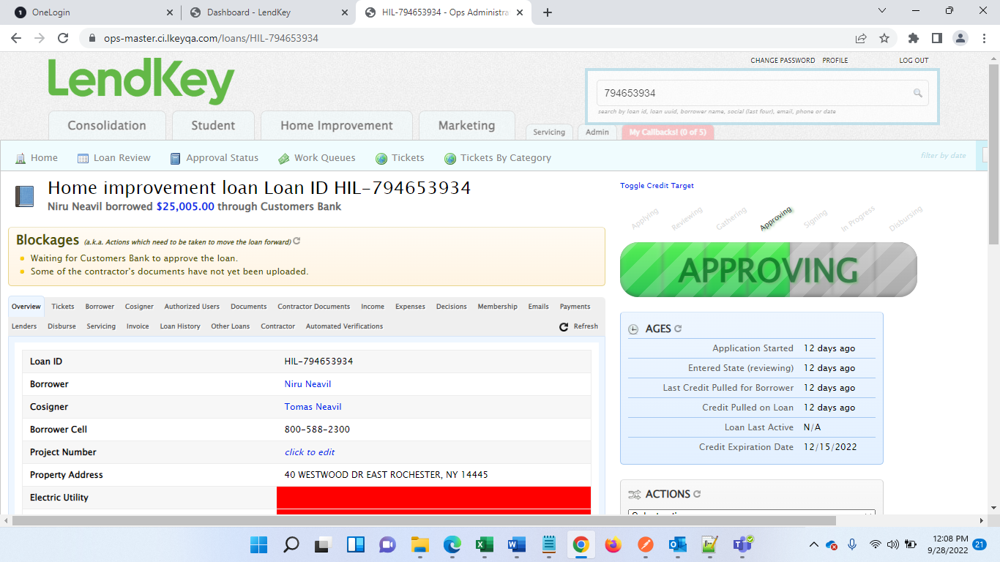 OneLogin
Dashboard - LendKey
HIL-794653934 - Ops Administra
ops-master.ci.lkeyqa.com/loans/HIL-794653934
CHANGE PASSWORD PROFILE LOG OUT
LendKey
794653934
search by loan id, loan uuid, borrower name, social (last four), email, phone or date
Consolidation Student Home Improvement Marketing Servicing Admin My Callbacks! (0 of 5)
Home Loan Review Approval Status Work Queues Tickets Tickets By Category filter by date
Home improvement loan Loan ID HIL-794653934
Niru Neavil borrowed $25,005.00 through Customers Bank
Toggle Credit Target
Applying Reviewing Gathering Approving Signing In Progress Disbursing
APPROVING
Blockages (a.k.a. Actions which need to be taken to move the loan forward)
Waiting for Customers Bank to approve the loan.
Some of the contractor's documents have not yet been uploaded.
Overview Tickets Borrower Cosigner Authorized Users Documents Contractor Documents Income Expenses Decisions Membership Emails Payments
Lenders Disburse Servicing Invoice Loan History Other Loans Contractor Automated Verifications Refresh
Loan ID HIL-794653934
Borrower Niru Neavil
Cosigner Tomas Neavil
Borrower Cell 800-588-2300
Project Number click to edit
Property Address 40 WESTWOOD DR EAST ROCHESTER, NY 14445
Electric Utility
AGES
Application Started 12 days ago
Entered State (reviewing) 12 days ago
Last Credit Pulled for Borrower 12 days ago
Credit Pulled on Loan 12 days ago
Loan Last Active N/A
Credit Expiration Date 12/15/2022
ACTIONS
12:08 PM
9/28/2022
21